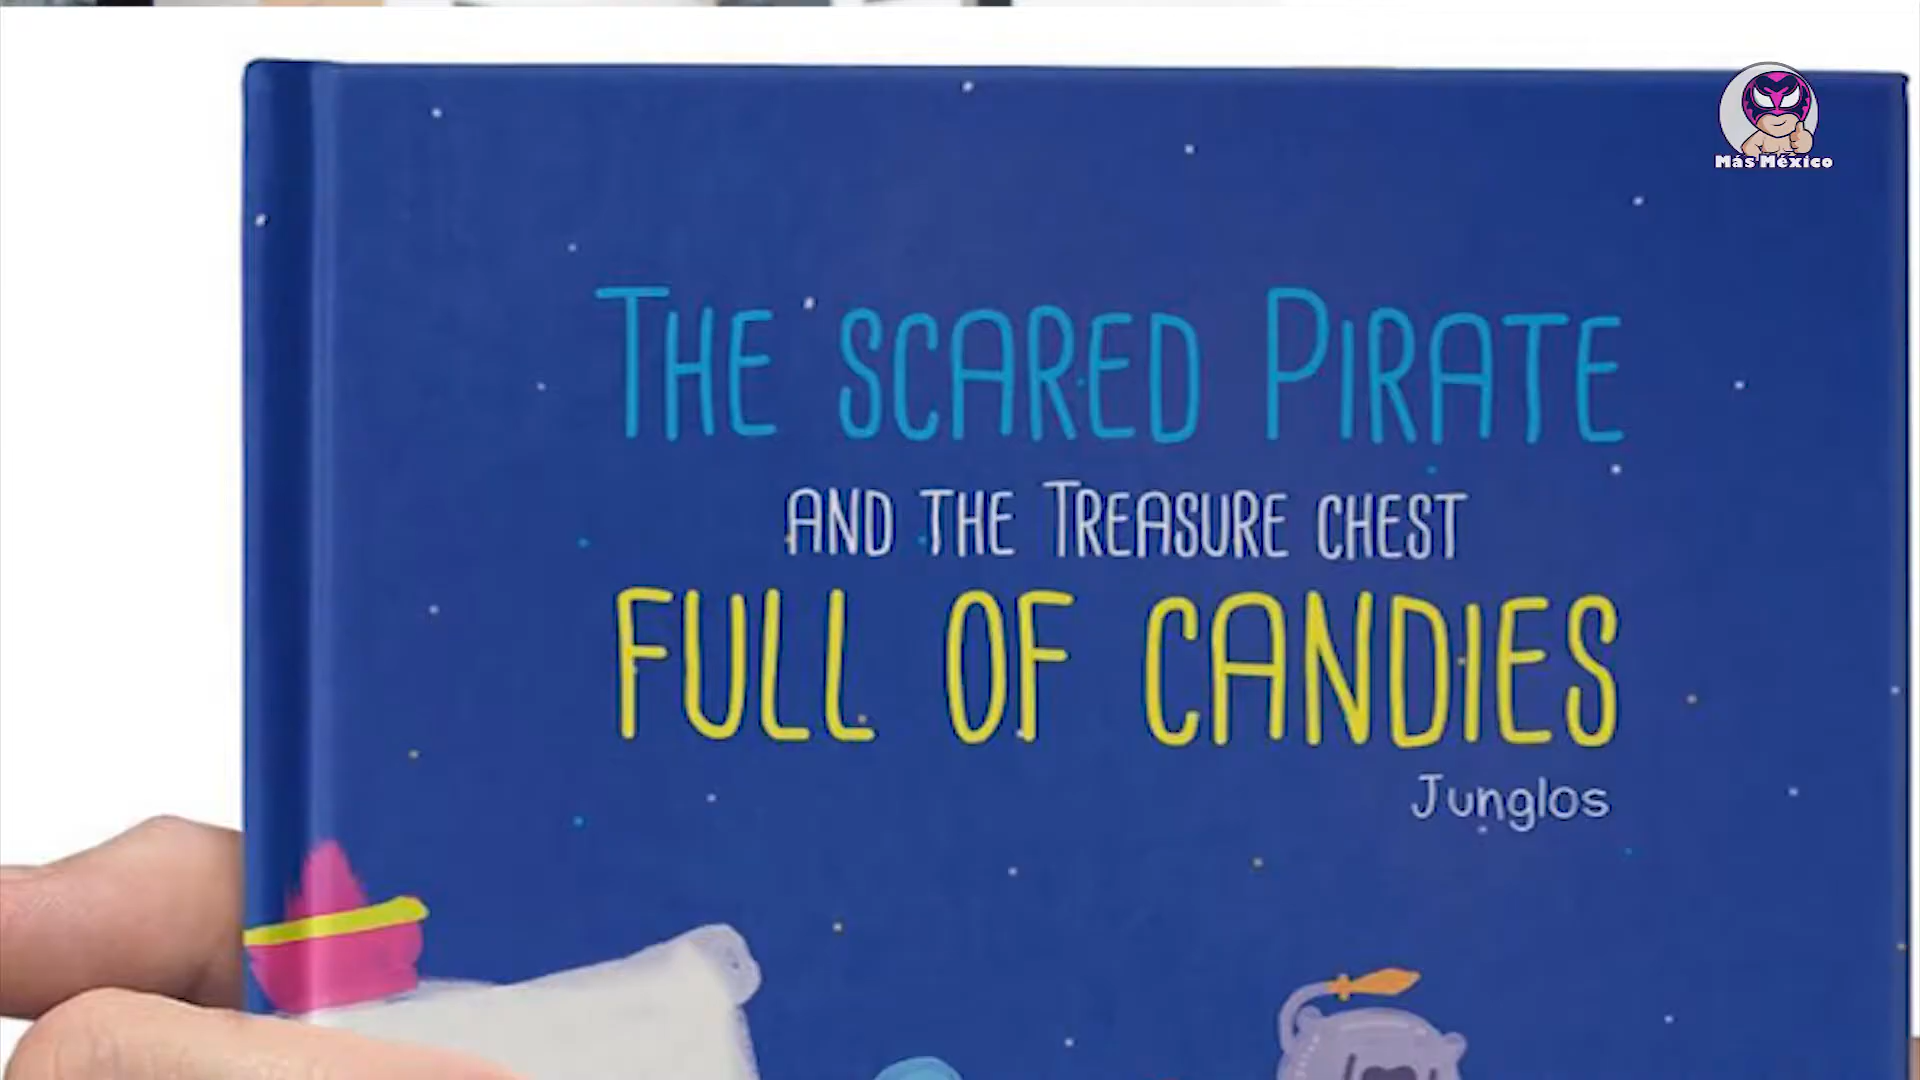 Más México
THE SCARED PIRATE
AND THE TREASURE CHEST
FULL OF CANDIES
Junglos